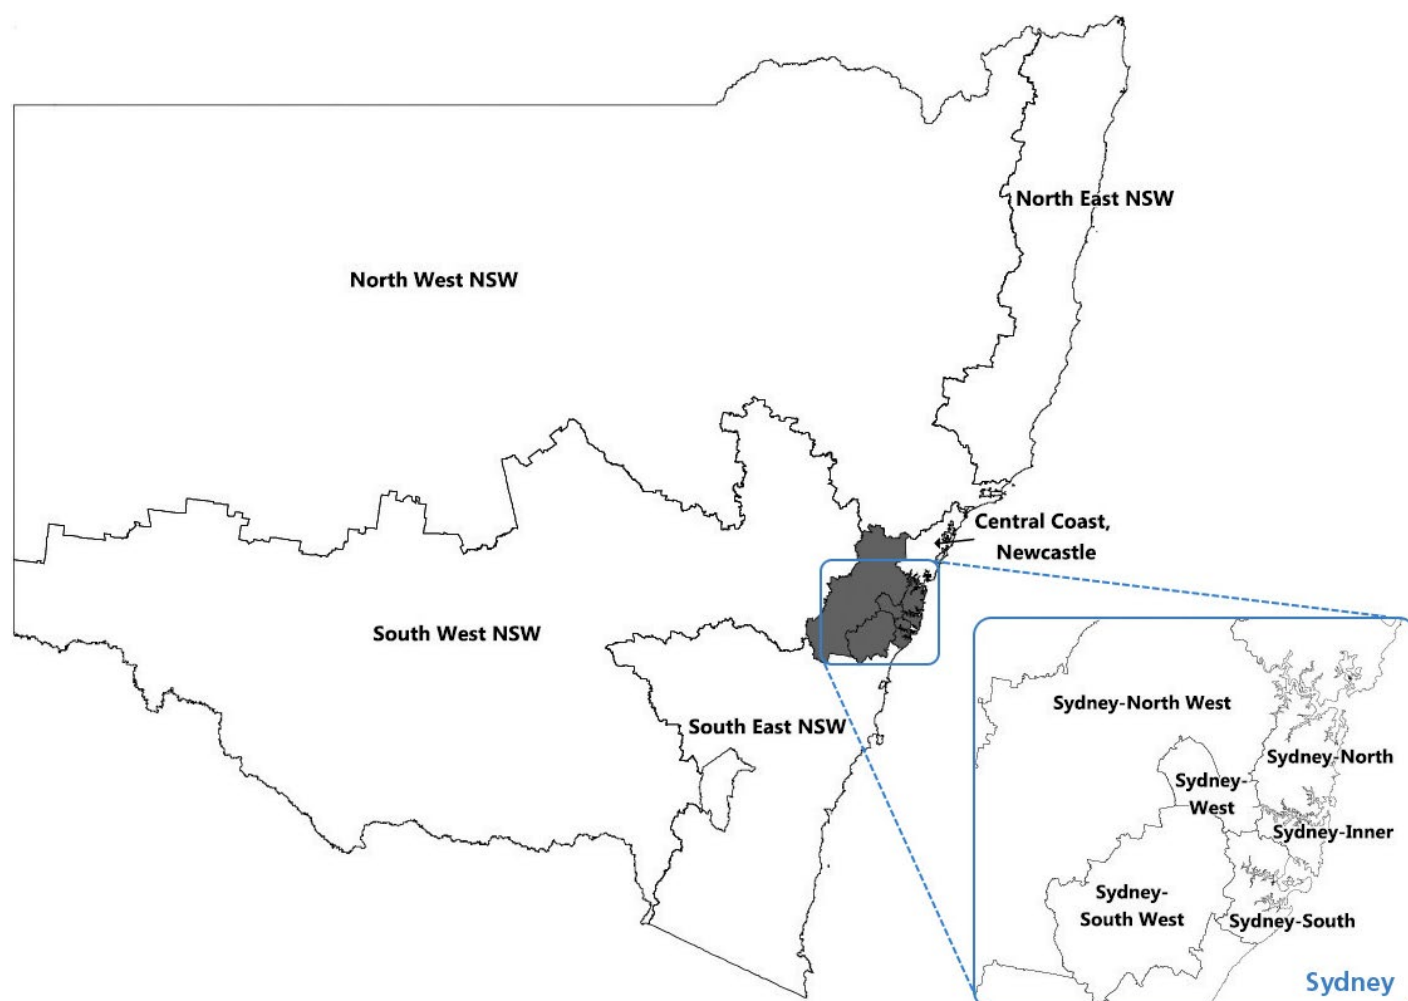 North East NSW
North West NSW
Central Coast,
Newcastle
South West NSW
South East NSW
Sydney-North West
Sydney-North
Sydney-
West
Sydney-Inner
Sydney-
South West
Sydney-South
Sydney